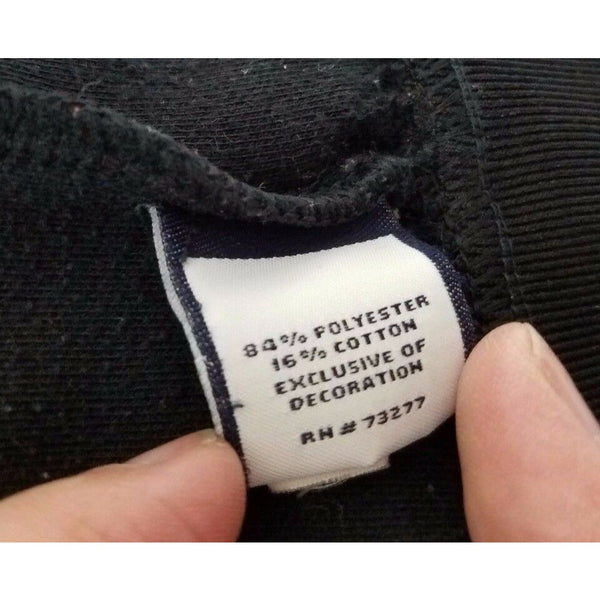 84% POLYESTER
16% COTTON
EXCLUSIVE OF
DECORATION
RN # 73277